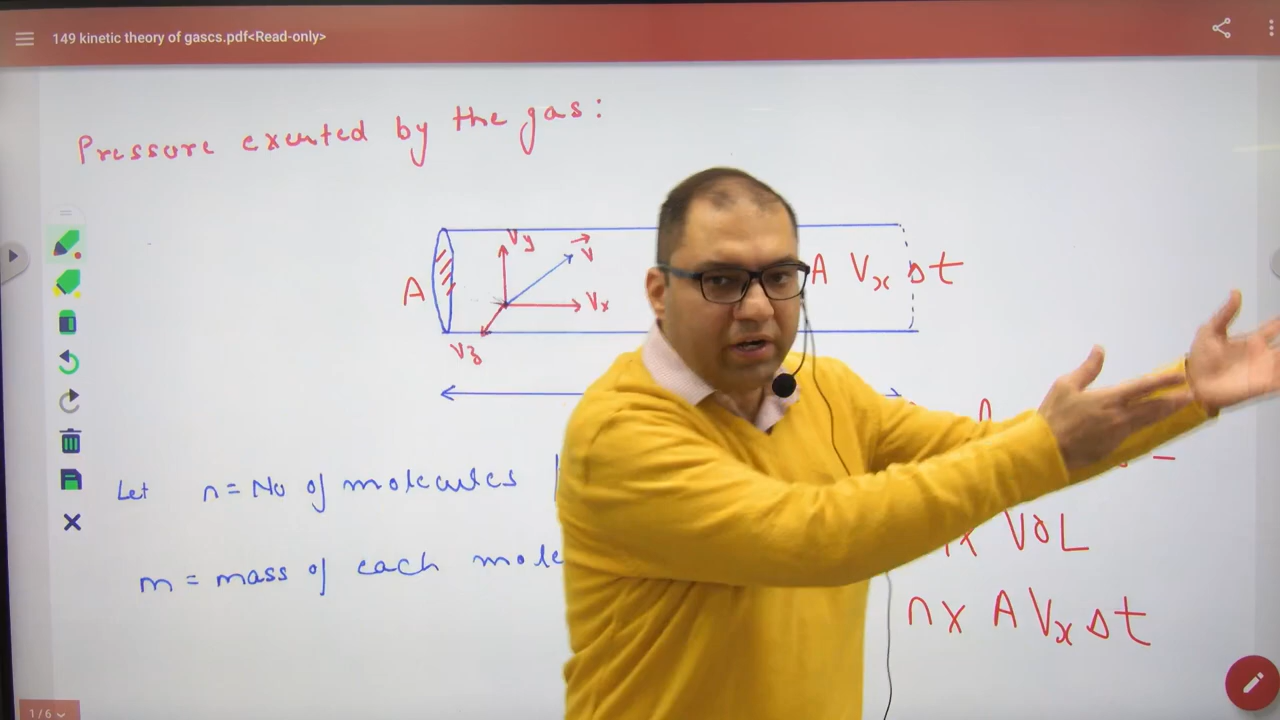 149 kinetic theory of gascs.pdf<Read-only>
Pressure exerted by the gas:
Vy
V
A
Vx
Vz
A Vx Δt
Let n = No of molecules
n x VOL
m = mass of each mole
n x A Vx Δt
1/6